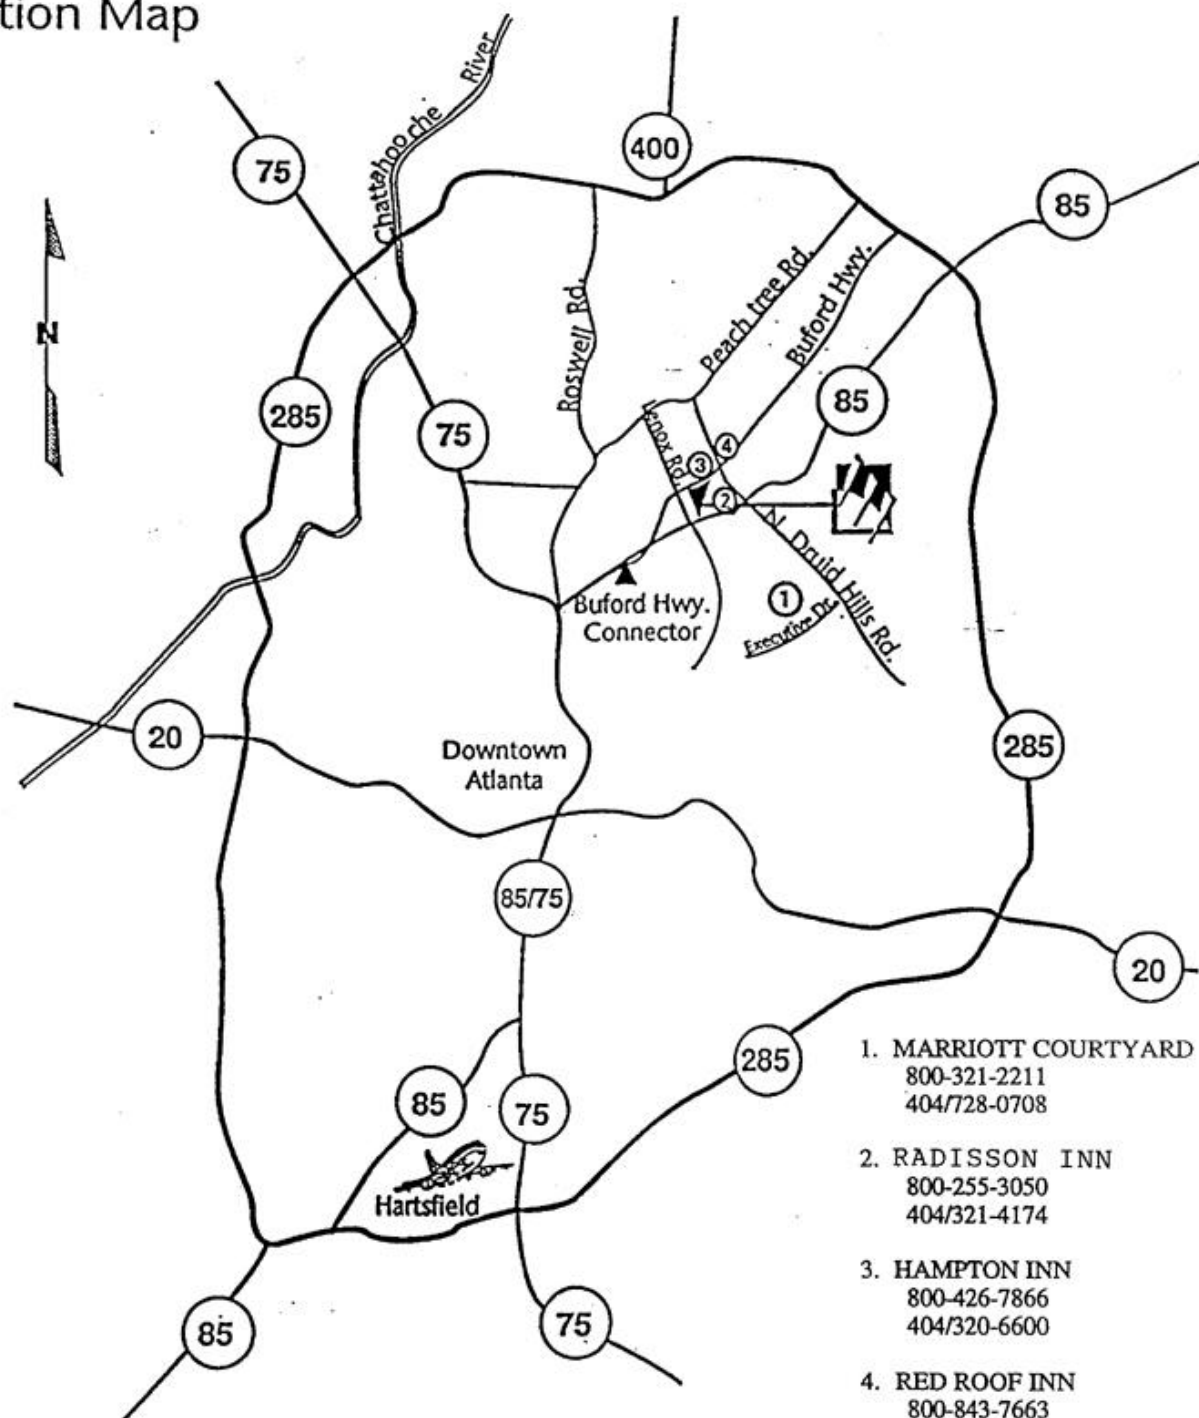 tion Map
Chattahooche River
400
75
85
N
Roswell Rd.
Peach tree Rd.
Buford Hwy.
285
75
85
Lenox Rd.
4
3
2
N. Druid Hills Rd.
1
Executive Dr.
Buford Hwy.
Connector
20
Downtown
Atlanta
285
85/75
20
285
85
75
Hartsfield
85
75
1. MARRIOTT COURTYARD
800-321-2211
404/728-0708
2. RADISSON INN
800-255-3050
404/321-4174
3. HAMPTON INN
800-426-7866
404/320-6600
4. RED ROOF INN
800-843-7663